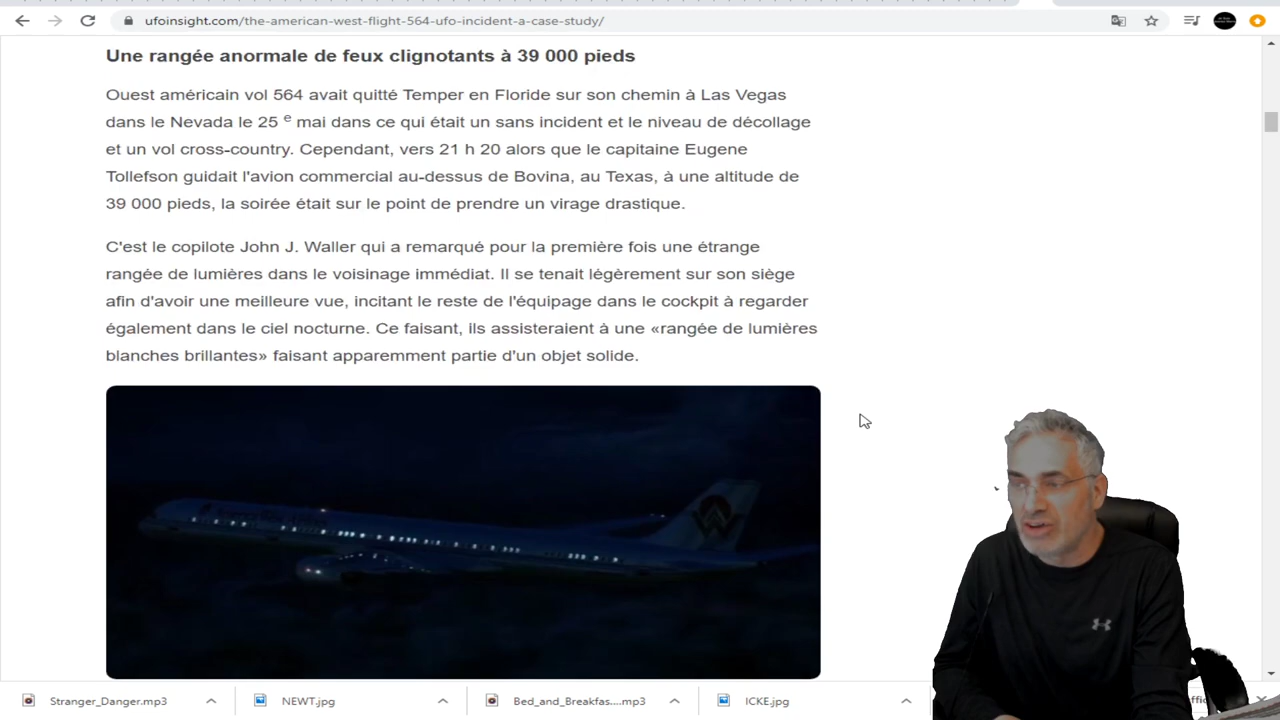 ufoinsight.com/the-american-west-flight-564-ufo-incident-a-case-study/
Une rangée anormale de feux clignotants à 39 000 pieds
Ouest américain vol 564 avait quitté Temper en Floride sur son chemin à Las Vegas
dans le Nevada le 25 e mai dans ce qui était un sans incident et le niveau de décollage
et un vol cross-country. Cependant, vers 21 h 20 alors que le capitaine Eugene
Tollefson guidait l'avion commercial au-dessus de Bovina, au Texas, à une altitude de
39 000 pieds, la soirée était sur le point de prendre un virage drastique.
C'est le copilote John J. Waller qui a remarqué pour la première fois une étrange
rangée de lumières dans le voisinage immédiat. Il se tenait légèrement sur son siège
afin d'avoir une meilleure vue, incitant le reste de l'équipage dans le cockpit à regarder
également dans le ciel nocturne. Ce faisant, ils assisteraient à une «rangée de lumières
blanches brillantes» faisant apparemment partie d'un objet solide.
Stranger_Danger.mp3
NEWT.jpg
Bed_and_Breakfas....mp3
ICKE.jpg